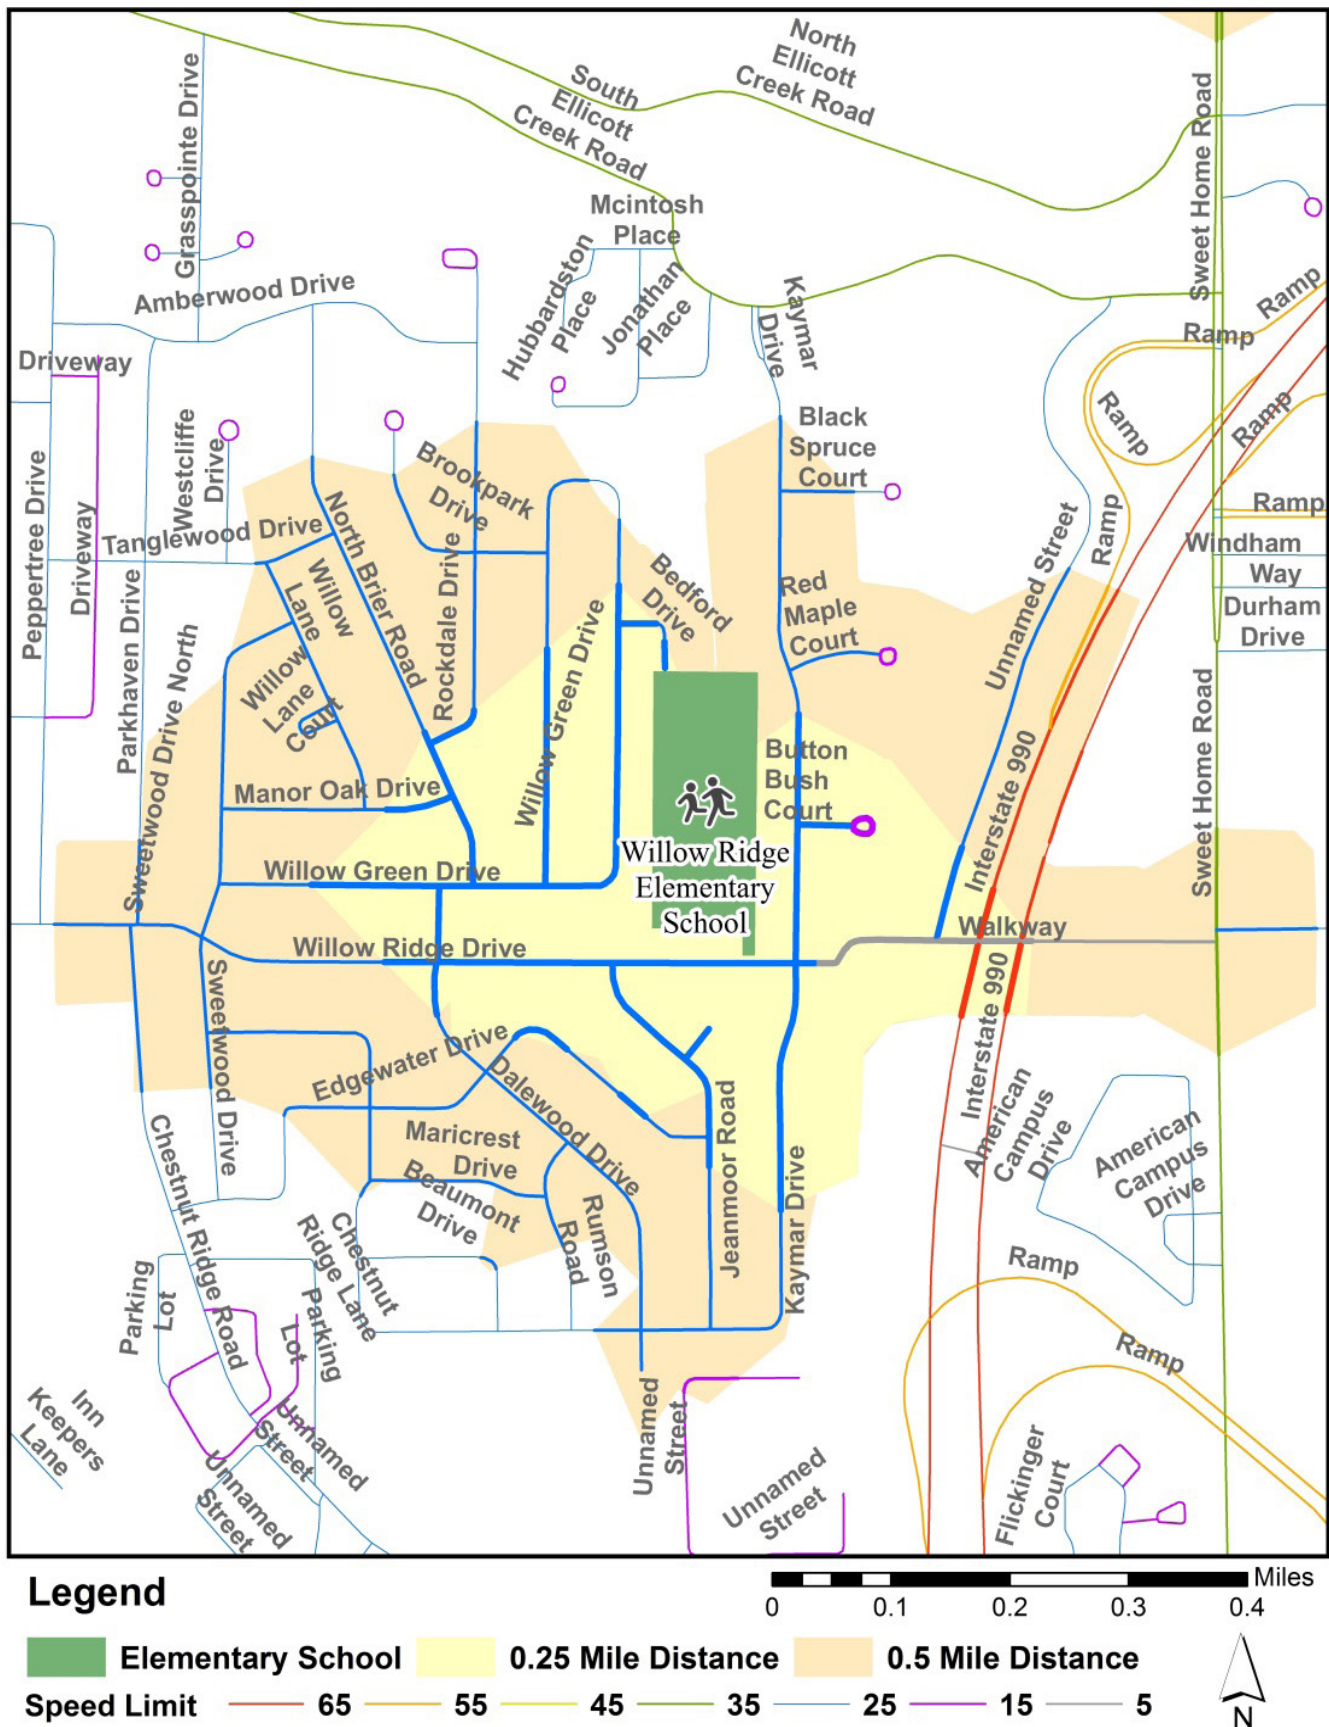 North
Ellicott
Creek Road
South
Ellicott
Creek Road
Grasspointe Drive
Sweet Home Road
Mcintosh
Place
Hubbardston
Place
Jonathan
Place
Kaymar
Drive
Amberwood Drive
Ramp
Ramp
Driveway
Ramp
Ramp
Westcliffe
Drive
Black
Spruce
Court
Brookpark
Drive
Peppertree Drive
Driveway
Tanglewood Drive
North Brier Road
Ramp
Ramp
Unnamed Street
Windham
Way
Durham
Drive
Willow
Lane
Rockdale Drive
Bedford
Drive
Red
Maple
Court
Parkhaven Drive
Sweetwood Drive North
Willow
Lane
Court
Willow Green Drive
Button
Bush
Court
Interstate 990
Sweet Home Road
Manor Oak Drive
Willow Ridge
Elementary
School
Willow Green Drive
Walkway
Willow Ridge Drive
Interstate 990
Sweetwood Drive
Edgewater Drive
Dalewood Drive
Jeanmoor Road
Kaymar Drive
American
Campus
Drive
American
Campus
Drive
Chestnut Ridge Road
Maricrest
Drive
Beaumont
Drive
Rumson
Road
Chestnut
Ridge Lane
Parking
Lot
Parking
Lot
Ramp
Ramp
Inn
Keepers
Lane
Unnamed
Street
Unnamed
Street
Unnamed
Street
Unnamed
Street
Flickinger
Court
Legend
Miles
0 0.1 0.2 0.3 0.4
Elementary School 0.25 Mile Distance 0.5 Mile Distance
Speed Limit 65 55 45 35 25 15 5
N